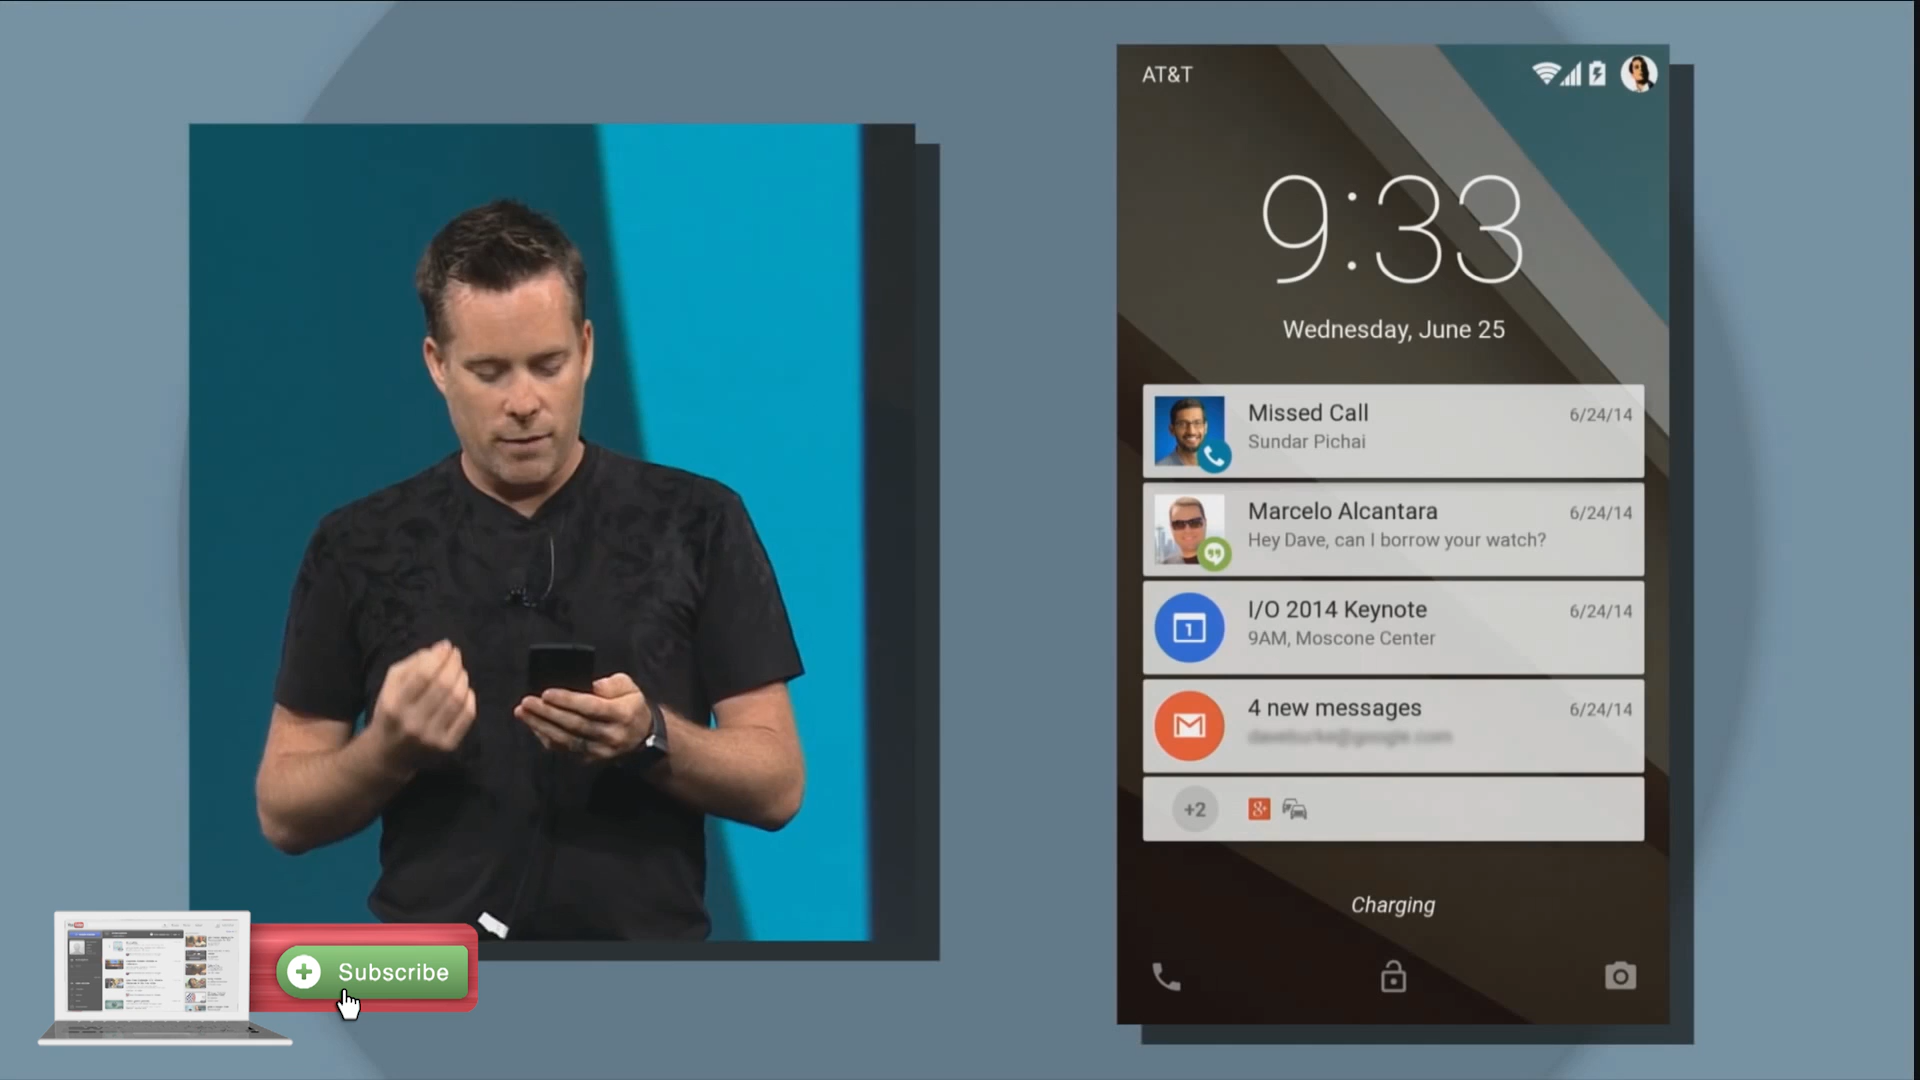 AT&T
9:33
Wednesday, June 25
Missed Call
6/24/14
Sundar Pichai
Marcelo Alcantara
6/24/14
Hey Dave, can I borrow your watch?
I/O 2014 Keynote
6/24/14
1
9AM, Moscone Center
4 new messages
6/24/14
+2
g+
Charging
Subscribe